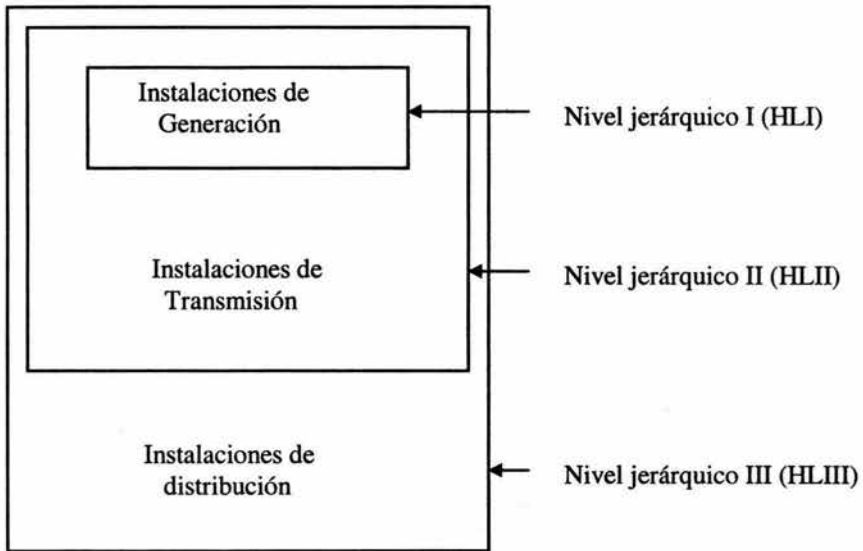 Instalaciones de
Generación
Nivel jerárquico I (HLI)
Instalaciones de
Transmisión
Nivel jerárquico II (HLII)
Instalaciones de
distribución
Nivel jerárquico III (HLIII)